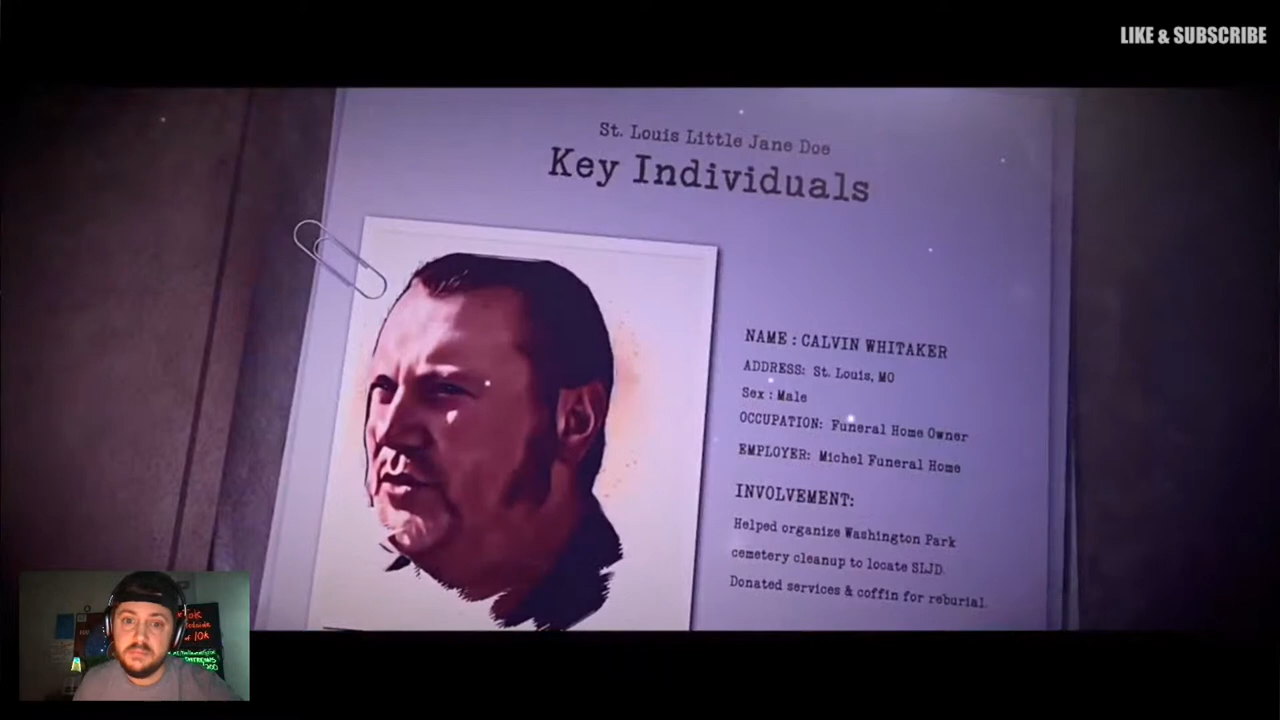 LIKE & SUBSCRIBE
St. Louis Little Jane Doe
Key Individuals
NAME : CALVIN WHITAKER
ADDRESS: St. Louis, MO
Sex : Male
OCCUPATION: Funeral Home Owner
EMPLOYER: Michel Funeral Home
INVOLVEMENT:
Helped organize Washington Park
cemetery cleanup to locate SLJD.
Donated services & coffin for reburial.
10k